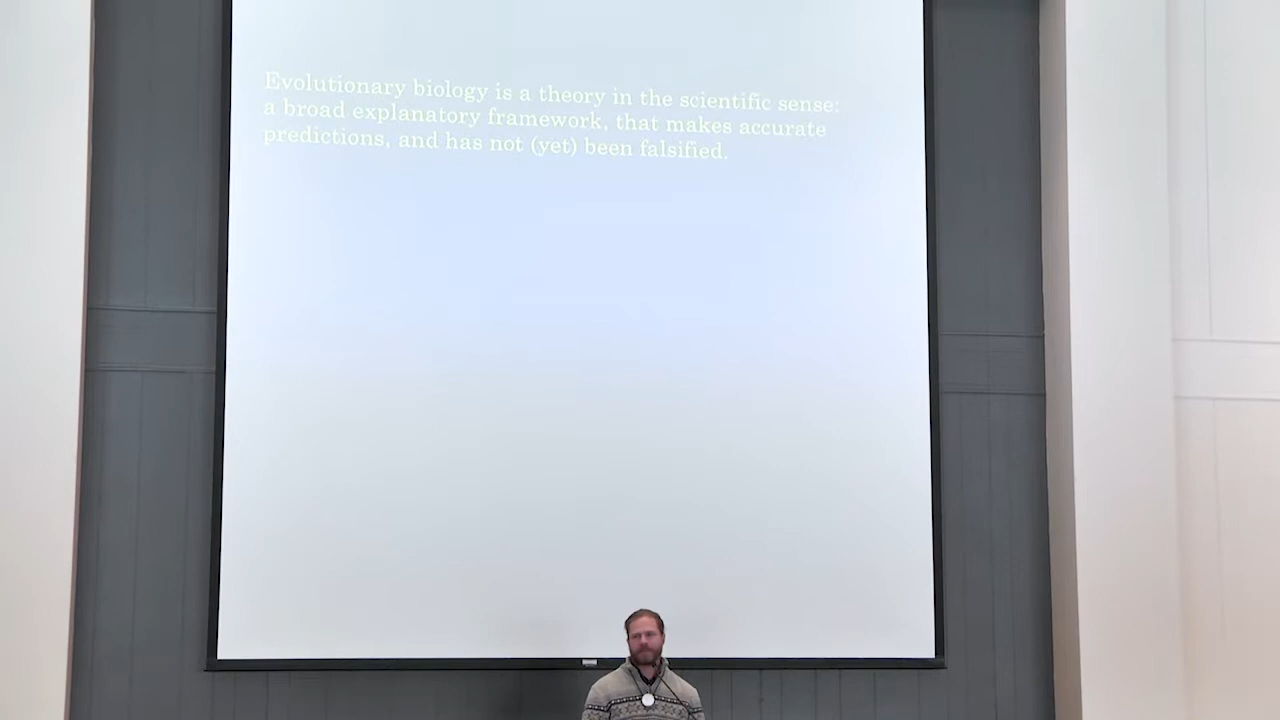 Evolutionary biology is a theory in the scientific sense:
a broad explanatory framework, that makes accurate
predictions, and has not (yet) been falsified.